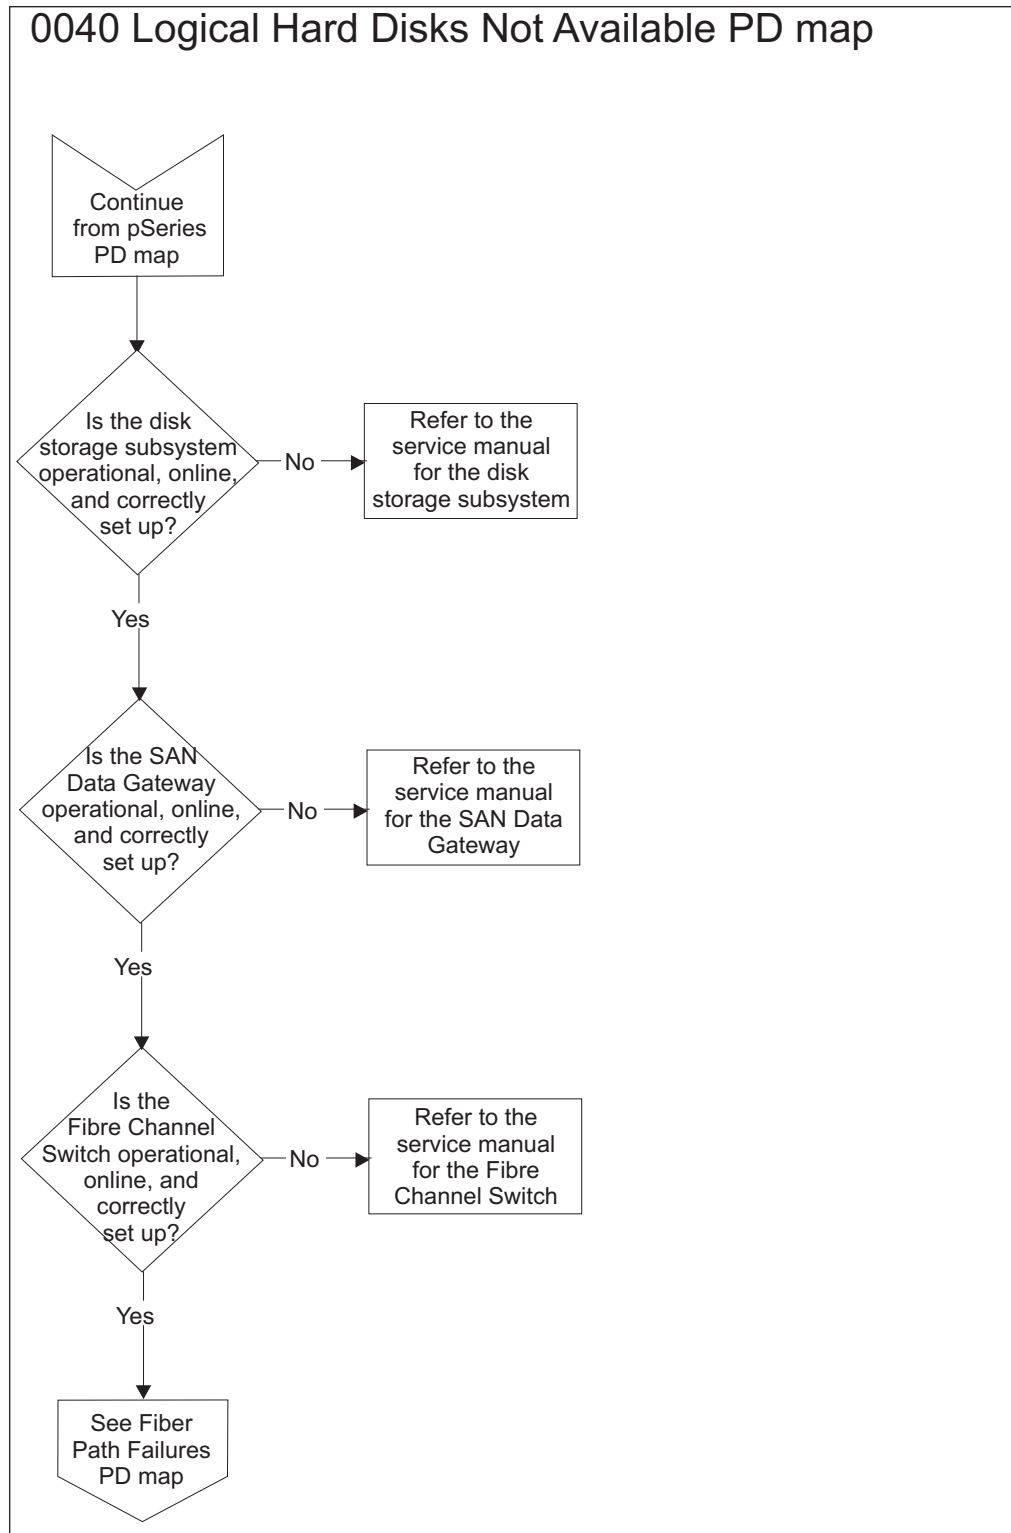 0040 Logical Hard Disks Not Available PD map
Continue
from pSeries
PD map
Is the disk
storage subsystem
operational, online,
and correctly
set up?
No
Refer to the
service manual
for the disk
storage subsystem
Yes
Is the SAN
Data Gateway
operational, online,
and correctly
set up?
No
Refer to the
service manual
for the SAN Data
Gateway
Yes
Is the
Fibre Channel
Switch operational,
online, and
correctly
set up?
No
Refer to the
service manual
for the Fibre
Channel Switch
Yes
See Fiber
Path Failures
PD map